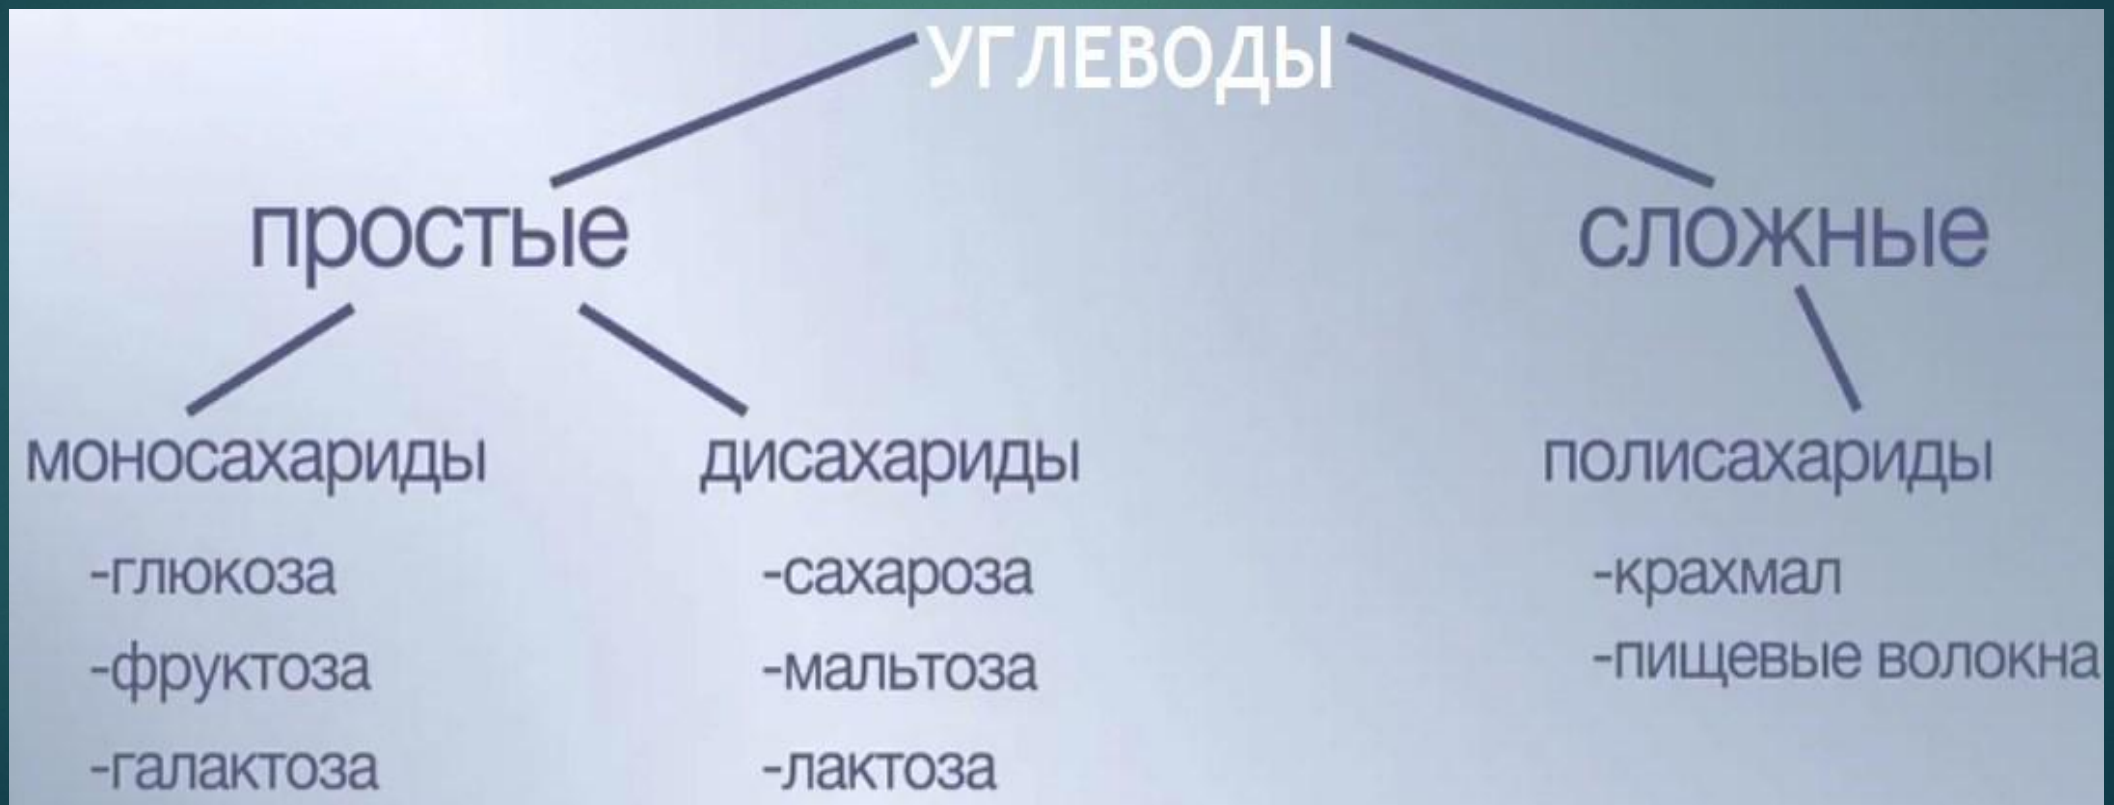 УГЛЕВОДЫ
простые
сложные
моносахариды
дисахариды
полисахариды
-глюкоза
-сахароза
-крахмал
-фруктоза
-мальтоза
-пищевые волокна
-галактоза
-лактоза